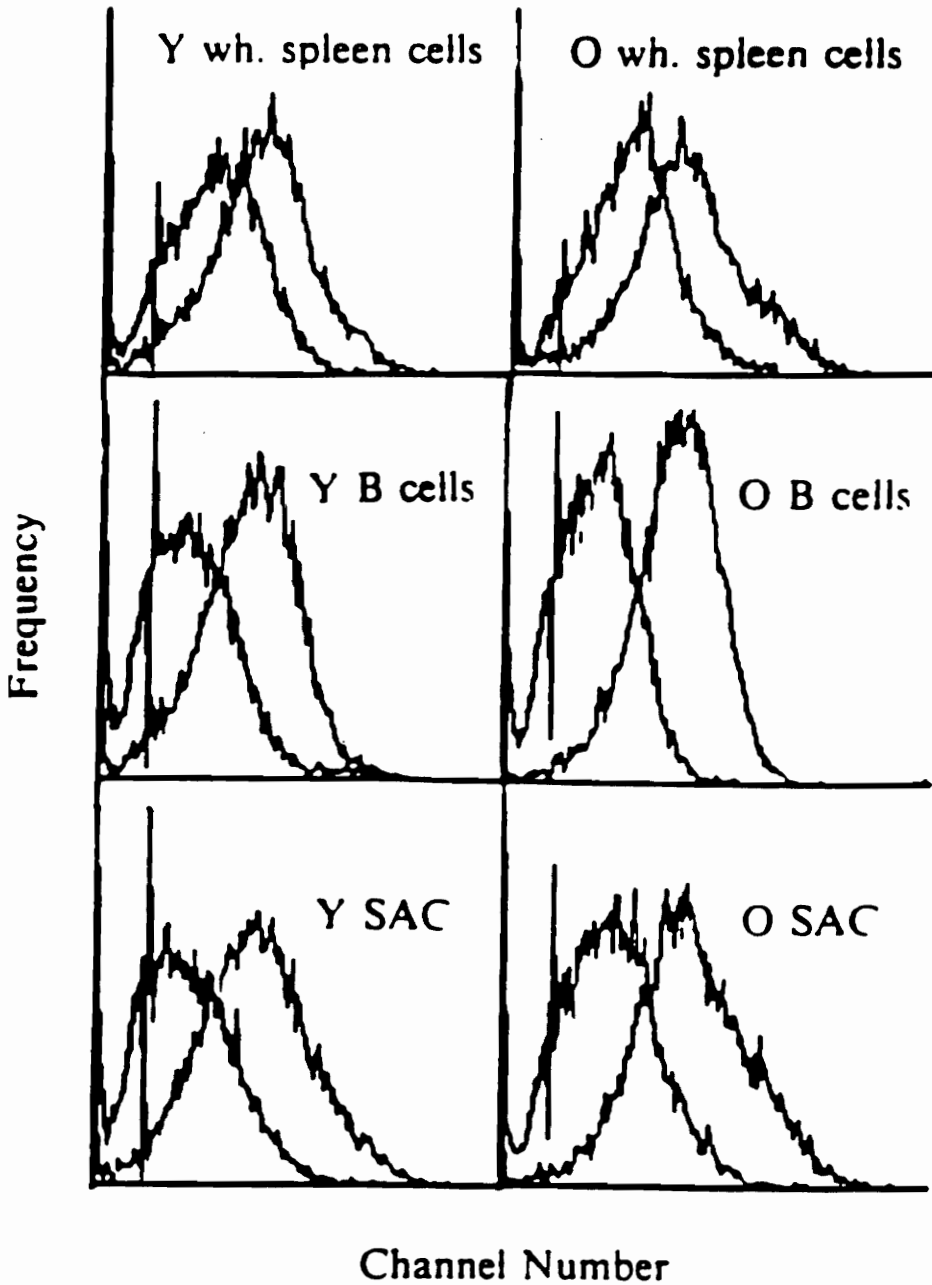 Y wh. spleen cells
O wh. spleen cells
Y B cells
O B cells
Y SAC
O SAC
Frequency
Channel Number